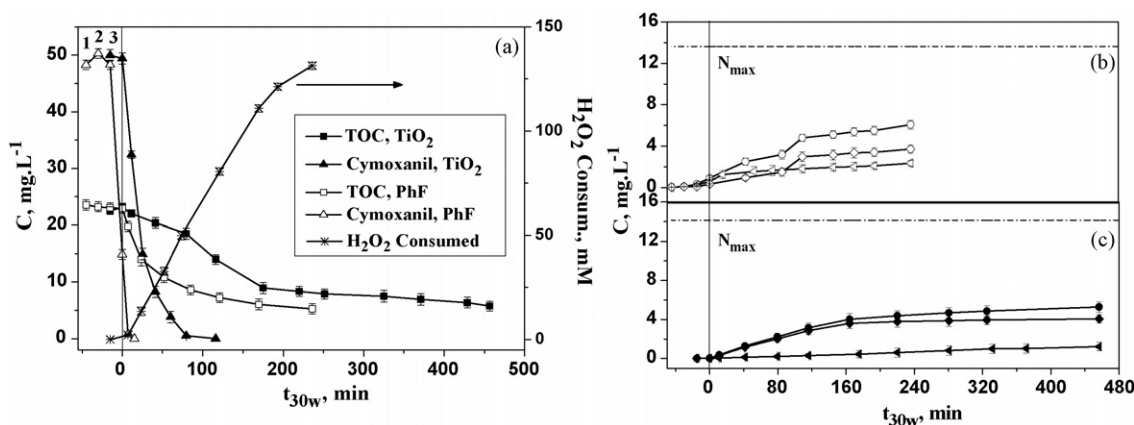 (a)
1 2 3
C, mg.L-1
50
40
30
20
10
0
0 100 200 300 400 500
t30w, min
150
100
50
0
H2O2 Consum., mM
TOC, TiO2
Cymoxanil, TiO2
TOC, PhF
Cymoxanil, PhF
H2O2 Consumed
(b)
16
12
8
4
0
Nmax
C, mg.L-1
(c)
16
12
8
4
0
Nmax
0 80 160 240 320 400 480
t30w, min